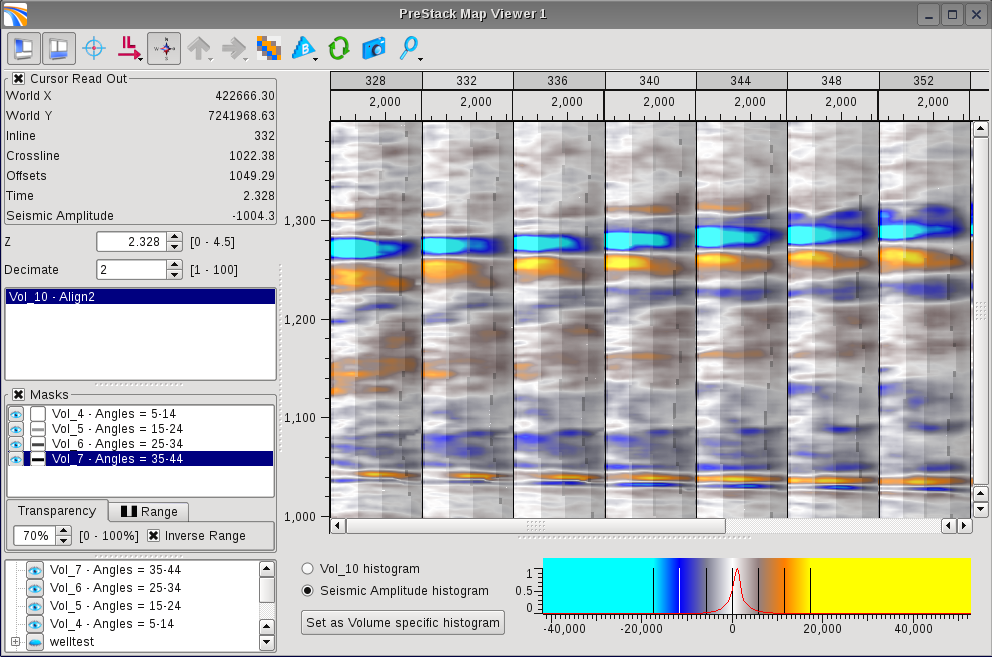 PreStack Map Viewer 1
Cursor Read Out
World X 422666.30
World Y 7241968.63
Inline 332
Crossline 1022.38
Offsets 1049.29
Time 2.328
Seismic Amplitude -1004.3
Z 2.328 [0 - 4.5]
Decimate 2 [1 - 100]
Vol_10 - Align2
Masks
Vol_4 - Angles = 5-14
Vol_5 - Angles = 15-24
Vol_6 - Angles = 25-34
Vol_7 - Angles = 35-44
Transparency Range
70% [0 - 100%] Inverse Range
Vol_7 - Angles = 35-44
Vol_6 - Angles = 25-34
Vol_5 - Angles = 15-24
Vol_4 - Angles = 5-14
welltest
328 332 336 340 344 348 352
2,000 2,000 2,000 2,000 2,000 2,000 2,000
1,300
1,200
1,100
1,000
Vol_10 histogram
Seismic Amplitude histogram
Set as Volume specific histogram
1
0.5
0
-40,000 -20,000 0 20,000 40,000